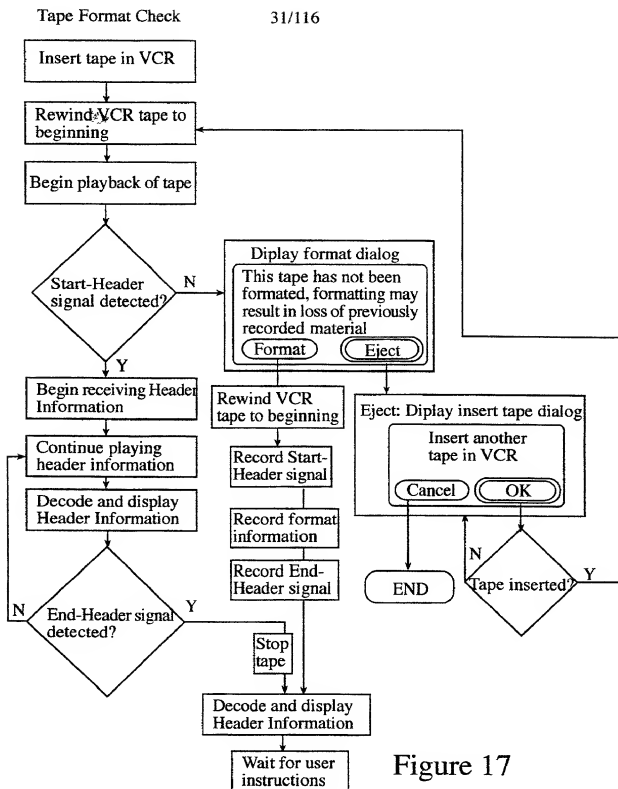 Tape Format Check
31/116
Insert tape in VCR
Rewind VCR tape to
beginning
Begin playback of tape
Start-Header
signal detected?
N
Y
Diplay format dialog
This tape has not been
formated, formatting may
result in loss of previously
recorded material
Format
Eject
Begin receiving Header
Information
Continue playing
header information
Decode and display
Header Information
End-Header signal
detected?
N
Y
Rewind VCR
tape to beginning
Record Start-
Header signal
Record format
information
Record End-
Header signal
Eject: Diplay insert tape dialog
Insert another
tape in VCR
Cancel
OK
END
N
Tape inserted?
Y
Stop
tape
Decode and display
Header Information
Wait for user
instructions
Figure 17